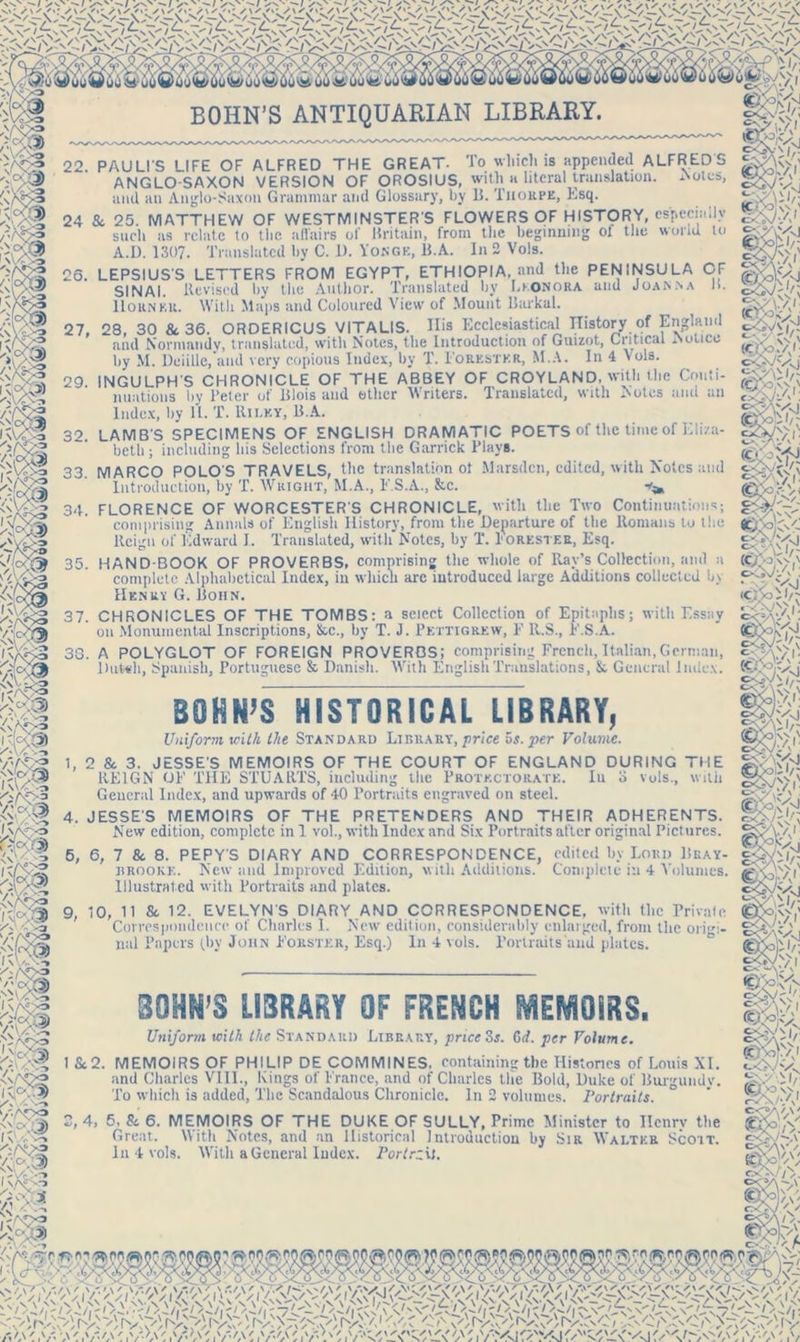 BOHN'S ANTIQUARIAN LIBRARY.
22. PAULI'S LIFE OF ALFRED THE GREAT. To which is appended ALFRED'S
ANGLO-SAXON VERSION OF OROSIUS, with a literal translation. Notes,
and an Anglo-Saxon Grammar and Glossary, by B. THORPE, Esq.
24 & 25. MATTHEW OF WESTMINSTER'S FLOWERS OF HISTORY, especially
such as relate to the affairs of Britain, from the beginning of the world to
A.D. 1307. Translated by C. D. YONGE, B.A. In 2 Vols.
26. LEPSIUS'S LETTERS FROM EGYPT, ETHIOPIA, and the PENINSULA OF
SINAI. Revised by the Author. Translated by LEONORA and JOANNA B.
HORNER. With Maps and Coloured View of Mount Barkal.
27, 28, 30 & 36. ORDERICUS VITALIS. His Ecclesiastical History of England
and Normandy, translated, with Notes, the Introduction of Guizot, Critical Notice
by M. Delille, and very copious Index, by T. FORESTER, M.A. In 4 Vols.
29. INGULPH'S CHRONICLE OF THE ABBEY OF CROYLAND, with the Conti-
nuations by Peter of Blois and other Writers. Translated, with Notes and an
Index, by H. T. RILEY, B.A.
32. LAMB'S SPECIMENS OF ENGLISH DRAMATIC POETS of the time of Eliza-
beth; including his Selections from the Garrick Plays.
33. MARCO POLO'S TRAVELS, the translation of Marsden, edited, with Notes and
Introduction, by T. WRIGHT, M.A., F.S.A., &c.
34. FLORENCE OF WORCESTER'S CHRONICLE, with the Two Continuations;
comprising Annals of English History, from the Departure of the Romans to the
Reign of Edward I. Translated, with Notes, by T. FORESTER, Esq.
35. HAND-BOOK OF PROVERBS, comprising the whole of Ray's Collection, and a
complete Alphabetical Index, in which are introduced large Additions collected by
HENRY G. BOHN.
37. CHRONICLES OF THE TOMBS: a select Collection of Epitaphs; with Essay
on Monumental Inscriptions, &c., by T. J. PETTIGREW, F R.S., F.S.A.
38. A POLYGLOT OF FOREIGN PROVERBS; comprising French, Italian, German,
Dutch, Spanish, Portuguese & Danish. With English Translations, & General Index.
BOHN'S HISTORICAL LIBRARY,
Uniform with the STANDARD LIBRARY, price 5s. per Volume.
1, 2 & 3. JESSE'S MEMOIRS OF THE COURT OF ENGLAND DURING THE
REIGN OF THE STUARTS, including the PROTECTORATE. In 3 vols., with
General Index, and upwards of 40 Portraits engraved on steel.
4. JESSE'S MEMOIRS OF THE PRETENDERS AND THEIR ADHERENTS.
New edition, complete in 1 vol., with Index and Six Portraits after original Pictures.
5, 6, 7 & 8. PEPY'S DIARY AND CORRESPONDENCE, edited by LORD BRAY-
BROOKE. New and Improved Edition, with Additions. Complete in 4 Volumes.
Illustrated with Portraits and plates.
9, 10, 11 & 12. EVELYN'S DIARY AND CORRESPONDENCE, with the Private
Correspondence of Charles I. New edition, considerably enlarged, from the origi-
nal Papers (by JOHN FORSTER, Esq.) In 4 vols. Portraits and plates.
BOHN'S LIBRARY OF FRENCH MEMOIRS.
Uniform with the STANDARD LIBRARY, price 3s. 6d. per Volume.
1 & 2. MEMOIRS OF PHILIP DE COMMINES, containing the Histories of Louis XI.
and Charles VIII., Kings of France, and of Charles the Bold, Duke of Burgundy.
To which is added, The Scandalous Chronicle. In 2 volumes. Portraits.
3, 4, 5, & 6. MEMOIRS OF THE DUKE OF SULLY, Prime Minister to Henry the
Great. With Notes, and an Historical Introduction by SIR WALTER SCOTT.
In 4 vols. With a General Index. Portrait.